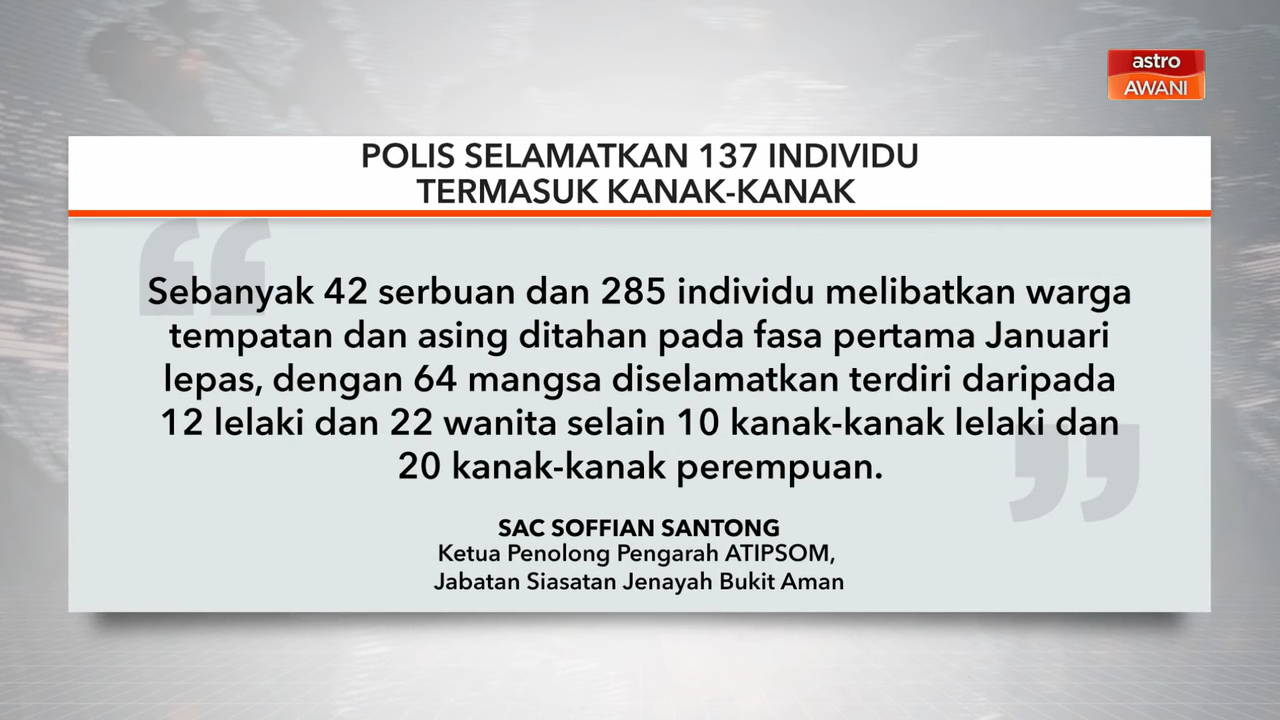 astro
AWANI
POLIS SELAMATKAN 137 INDIVIDU
TERMASUK KANAK-KANAK
Sebanyak 42 serbuan dan 285 individu melibatkan warga
tempatan dan asing ditahan pada fasa pertama Januari
lepas, dengan 64 mangsa diselamatkan terdiri daripada
12 lelaki dan 22 wanita selain 10 kanak-kanak lelaki dan
20 kanak-kanak perempuan.
SAC SOFFIAN SANTONG
Ketua Penolong Pengarah ATIPSOM,
Jabatan Siasatan Jenayah Bukit Aman